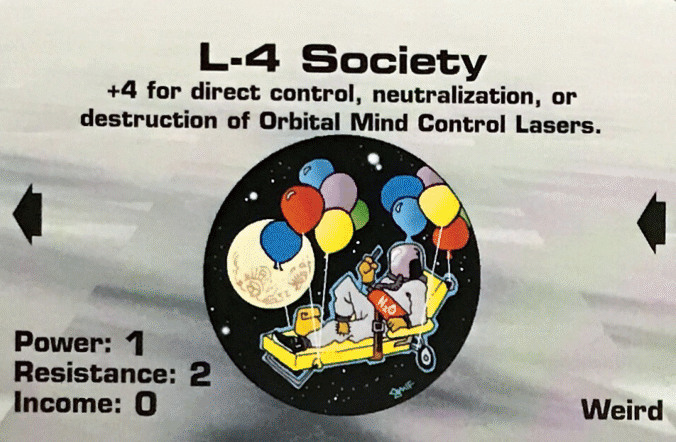 L-4 Society
+4 for direct control, neutralization, or
destruction of Orbital Mind Control Lasers.
N2O
Power: 1
Resistance: 2
Income: 0
Weird